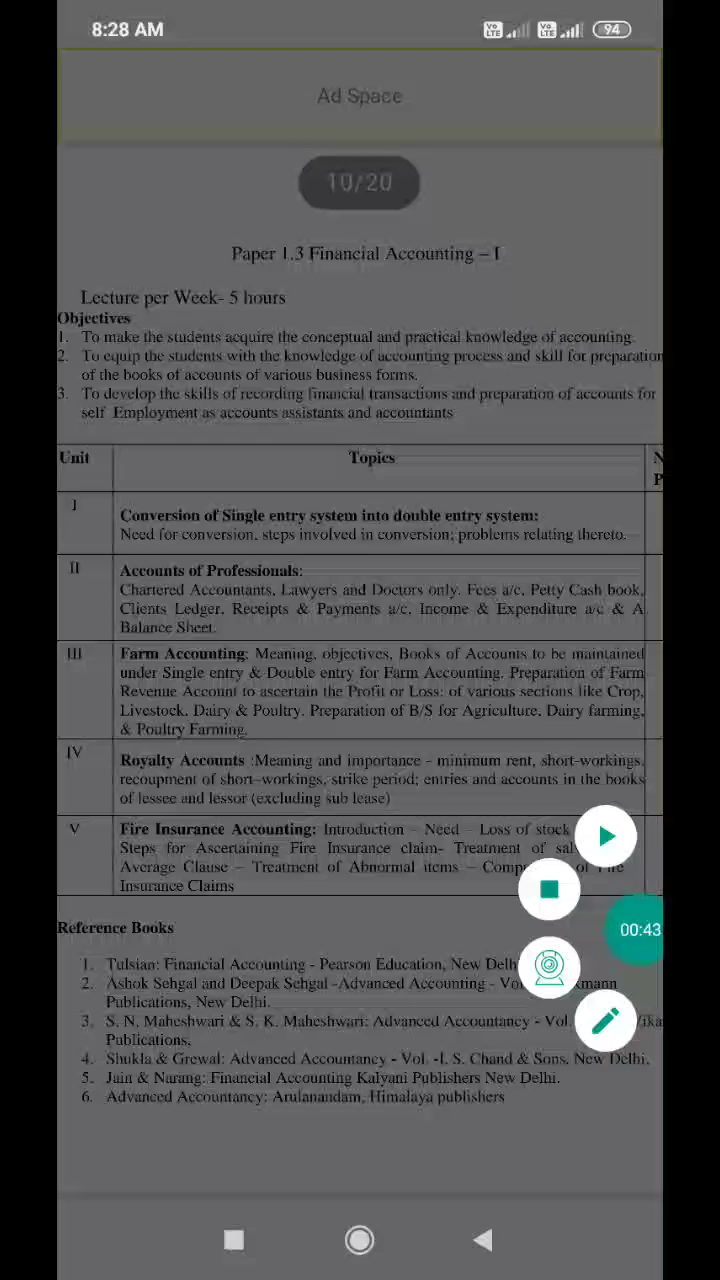 8:28 AM
Vo LTE Vo LTE 94
Ad Space
10/20
Paper 1.3 Financial Accounting – I
Lecture per Week- 5 hours
Objectives
1. To make the students acquire the conceptual and practical knowledge of accounting.
2. To equip the students with the knowledge of accounting process and skill for preparation
of the books of accounts of various business forms.
3. To develop the skills of recording financial transactions and preparation of accounts for
self Employment as accounts assistants and accountants
Unit Topics N
P
I
Conversion of Single entry system into double entry system:
Need for conversion, steps involved in conversion; problems relating thereto.
II Accounts of Professionals:
Chartered Accountants, Lawyers and Doctors only. Fees a/c, Petty Cash book,
Clients Ledger, Receipts & Payments a/c, Income & Expenditure a/c & A
Balance Sheet.
III Farm Accounting: Meaning, objectives, Books of Accounts to be maintained
under Single entry & Double entry for Farm Accounting. Preparation of Farm
Revenue Account to ascertain the Profit or Loss: of various sections like Crop,
Livestock, Dairy & Poultry. Preparation of B/S for Agriculture, Dairy farming,
& Poultry Farming.
IV Royalty Accounts :Meaning and importance - minimum rent, short-workings,
recoupment of short–workings, strike period; entries and accounts in the books
of lessee and lessor (excluding sub lease)
V Fire Insurance Accounting: Introduction – Need – Loss of stock
Steps for Ascertaining Fire Insurance claim- Treatment of
Average Clause – Treatment of Abnormal items – of
Insurance Claims
00:43
Reference Books
1. Tulsian: Financial Accounting - Pearson Education, New
2. Ashok Sehgal and Deepak Sehgal -Advanced Accounting -
Publications, New Delhi.
3. S. N. Maheshwari & S. K. Maheshwari: Advanced Accountancy - Vol.
Publications.
4. Shukla & Grewal: Advanced Accountancy - Vol. -I, S. Chand & Sons, New Delhi.
5. Jain & Narang: Financial Accounting Kalyani Publishers New Delhi.
6. Advanced Accountancy: Arulanandam, Himalaya publishers